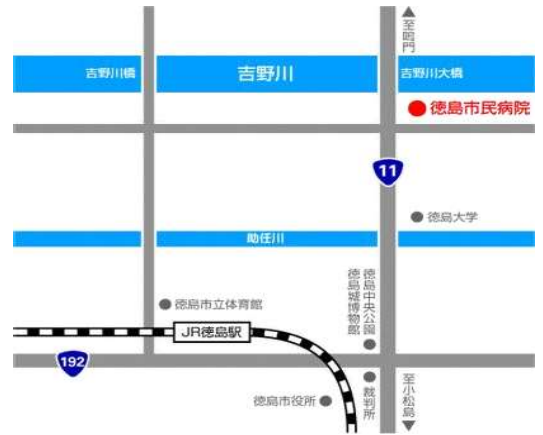 ▲至鳴門
吉野川橋
吉野川
吉野川大橋
徳島市民病院
11
徳島大学
助任川
徳島中央公園
徳島城博物館
徳島市立体育館
JR徳島駅
192
徳島市役所
裁判所
至小松島▼